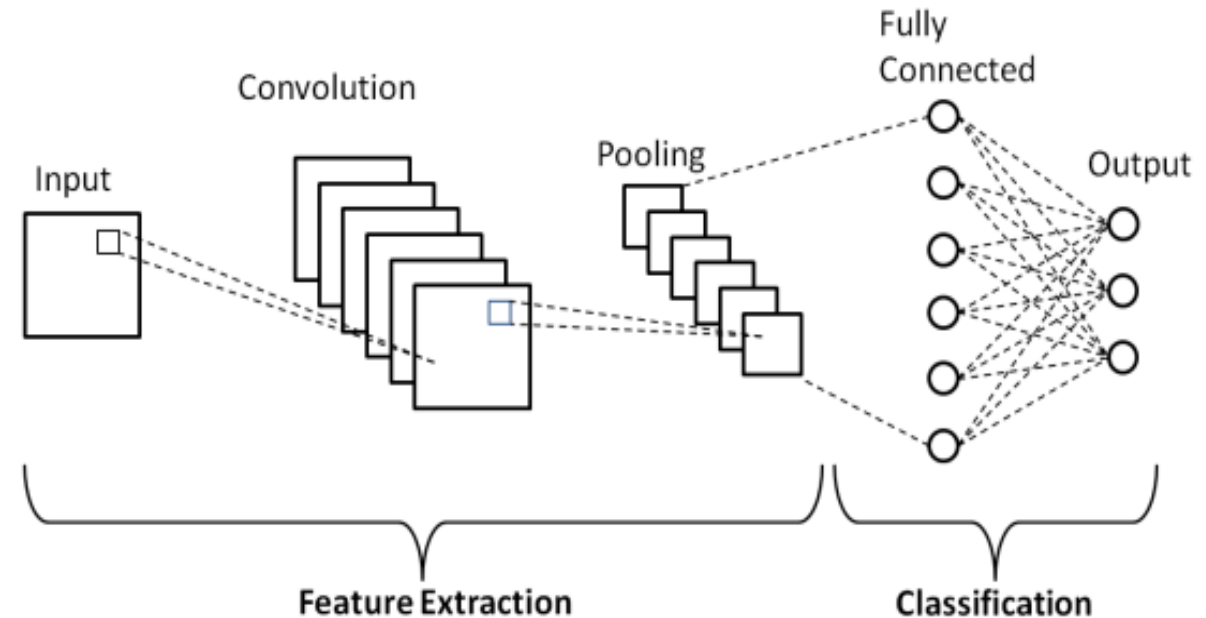 Fully
Connected
Convolution
Pooling
Input
Output
Feature Extraction
Classification